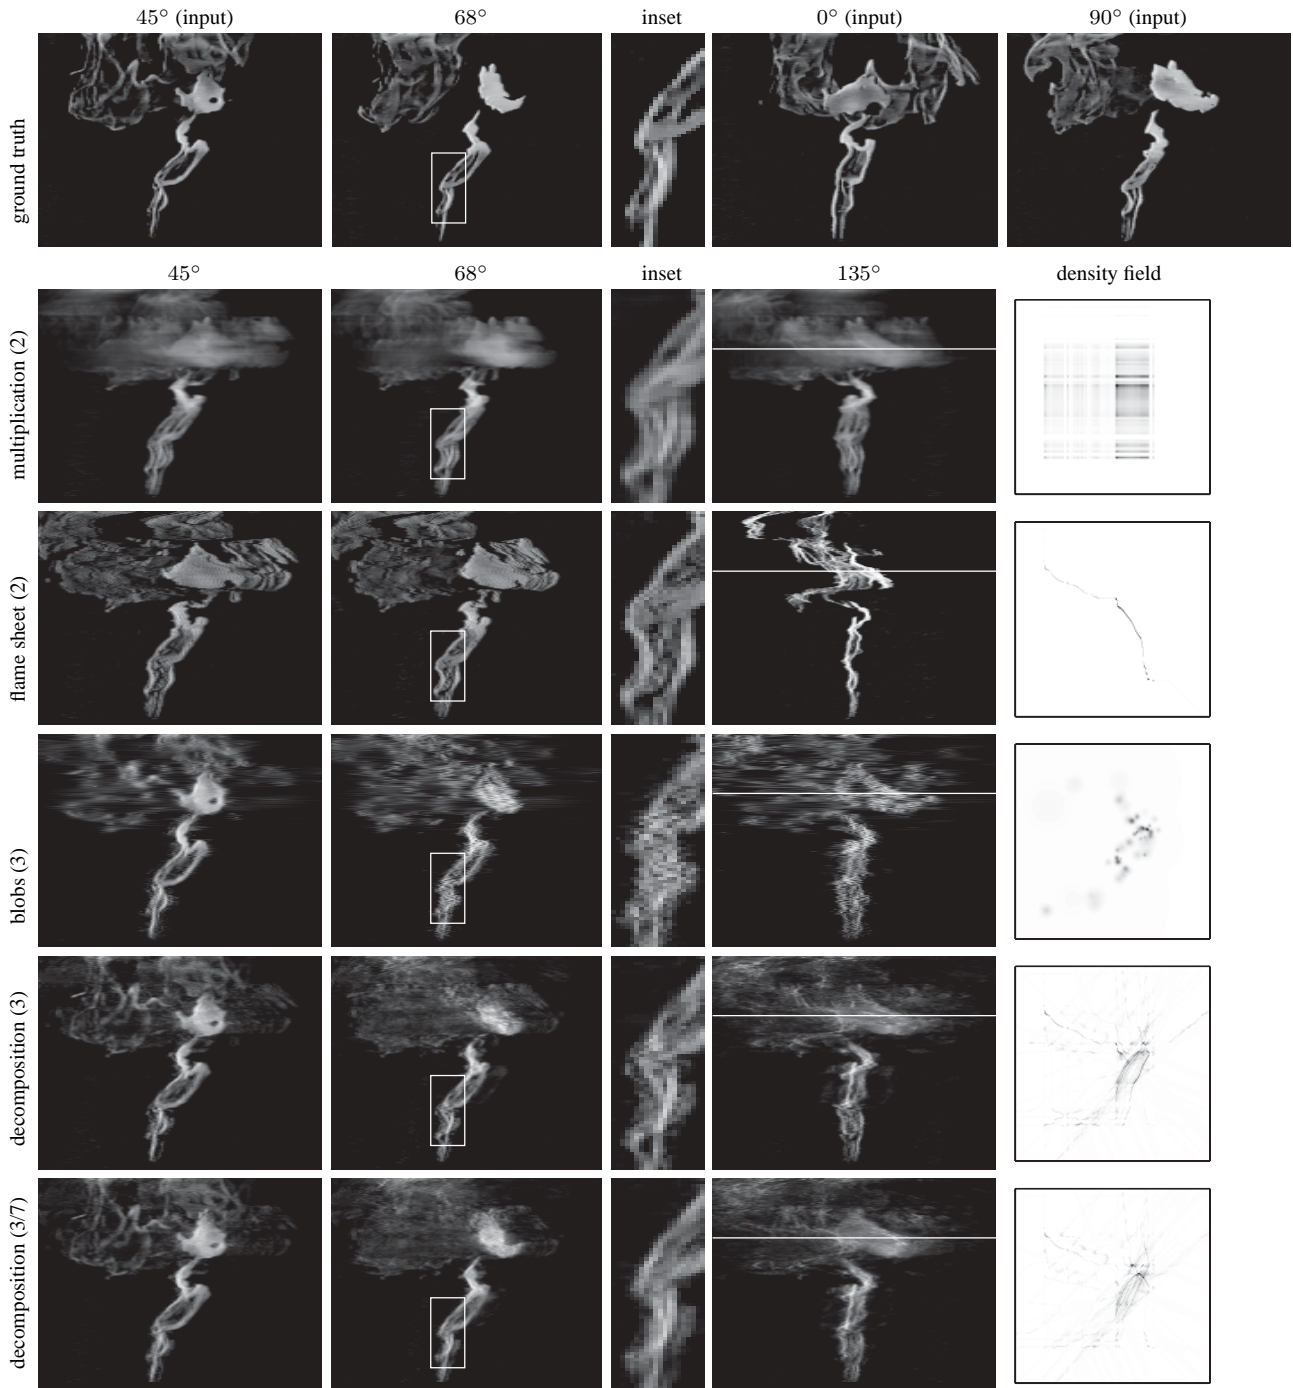 45° (input) 68° inset 0° (input) 90° (input)
ground truth
45° 68° inset 135° density field
multiplication (2)
flame sheet (2)
blobs (3)
decomposition (3)
decomposition (3/7)